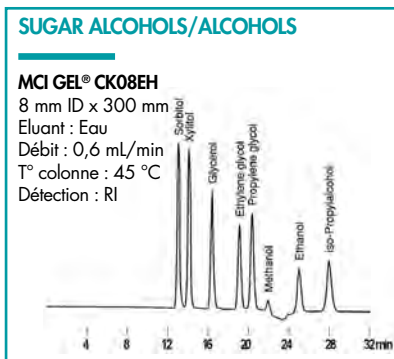 SUGAR ALCOHOLS/ALCOHOLS
MCI GEL® CK08EH
8 mm ID x 300 mm
Eluant : Eau
Débit : 0,6 mL/min
T° colonne : 45 °C
Détection : RI
Sorbitol
Xylitol
Glycerol
Ethylene glycol
Propylene glycol
Methanol
Ethanol
iso-Propylalcohol
4 8 12 16 20 24 28 32min